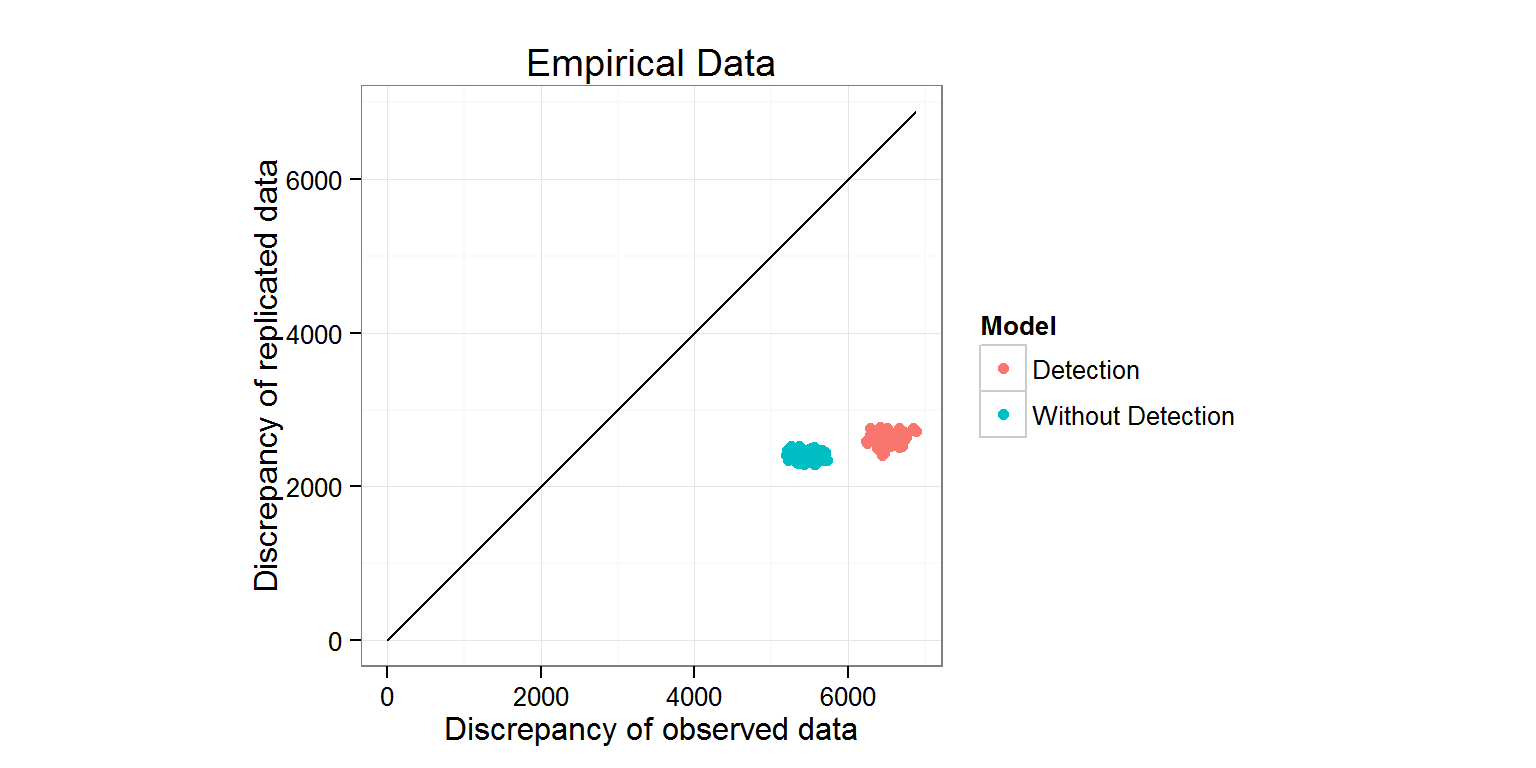 Empirical Data
Discrepancy of replicated data
6000
4000
2000
0
0 2000 4000 6000
Discrepancy of observed data
Model
Detection
Without Detection